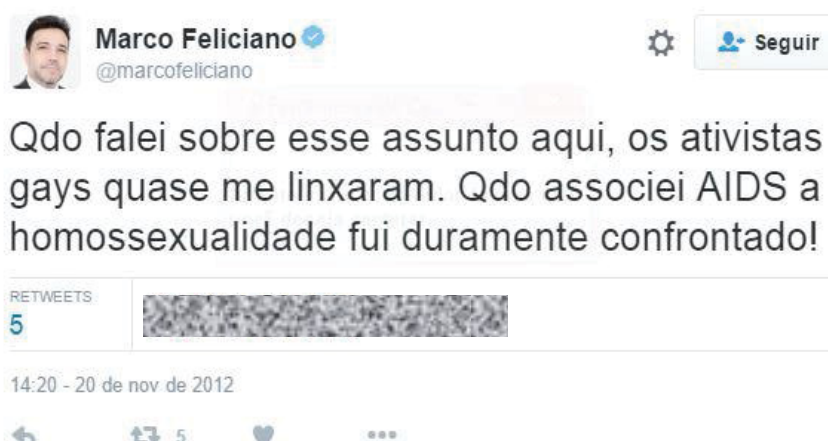 Marco Feliciano
Seguir
@marcofeliciano
Qdo falei sobre esse assunto aqui, os ativistas
gays quase me linxaram. Qdo associei AIDS a
homossexualidade fui duramente confrontado!
RETWEETS
5
14:20 - 20 de nov de 2012
5